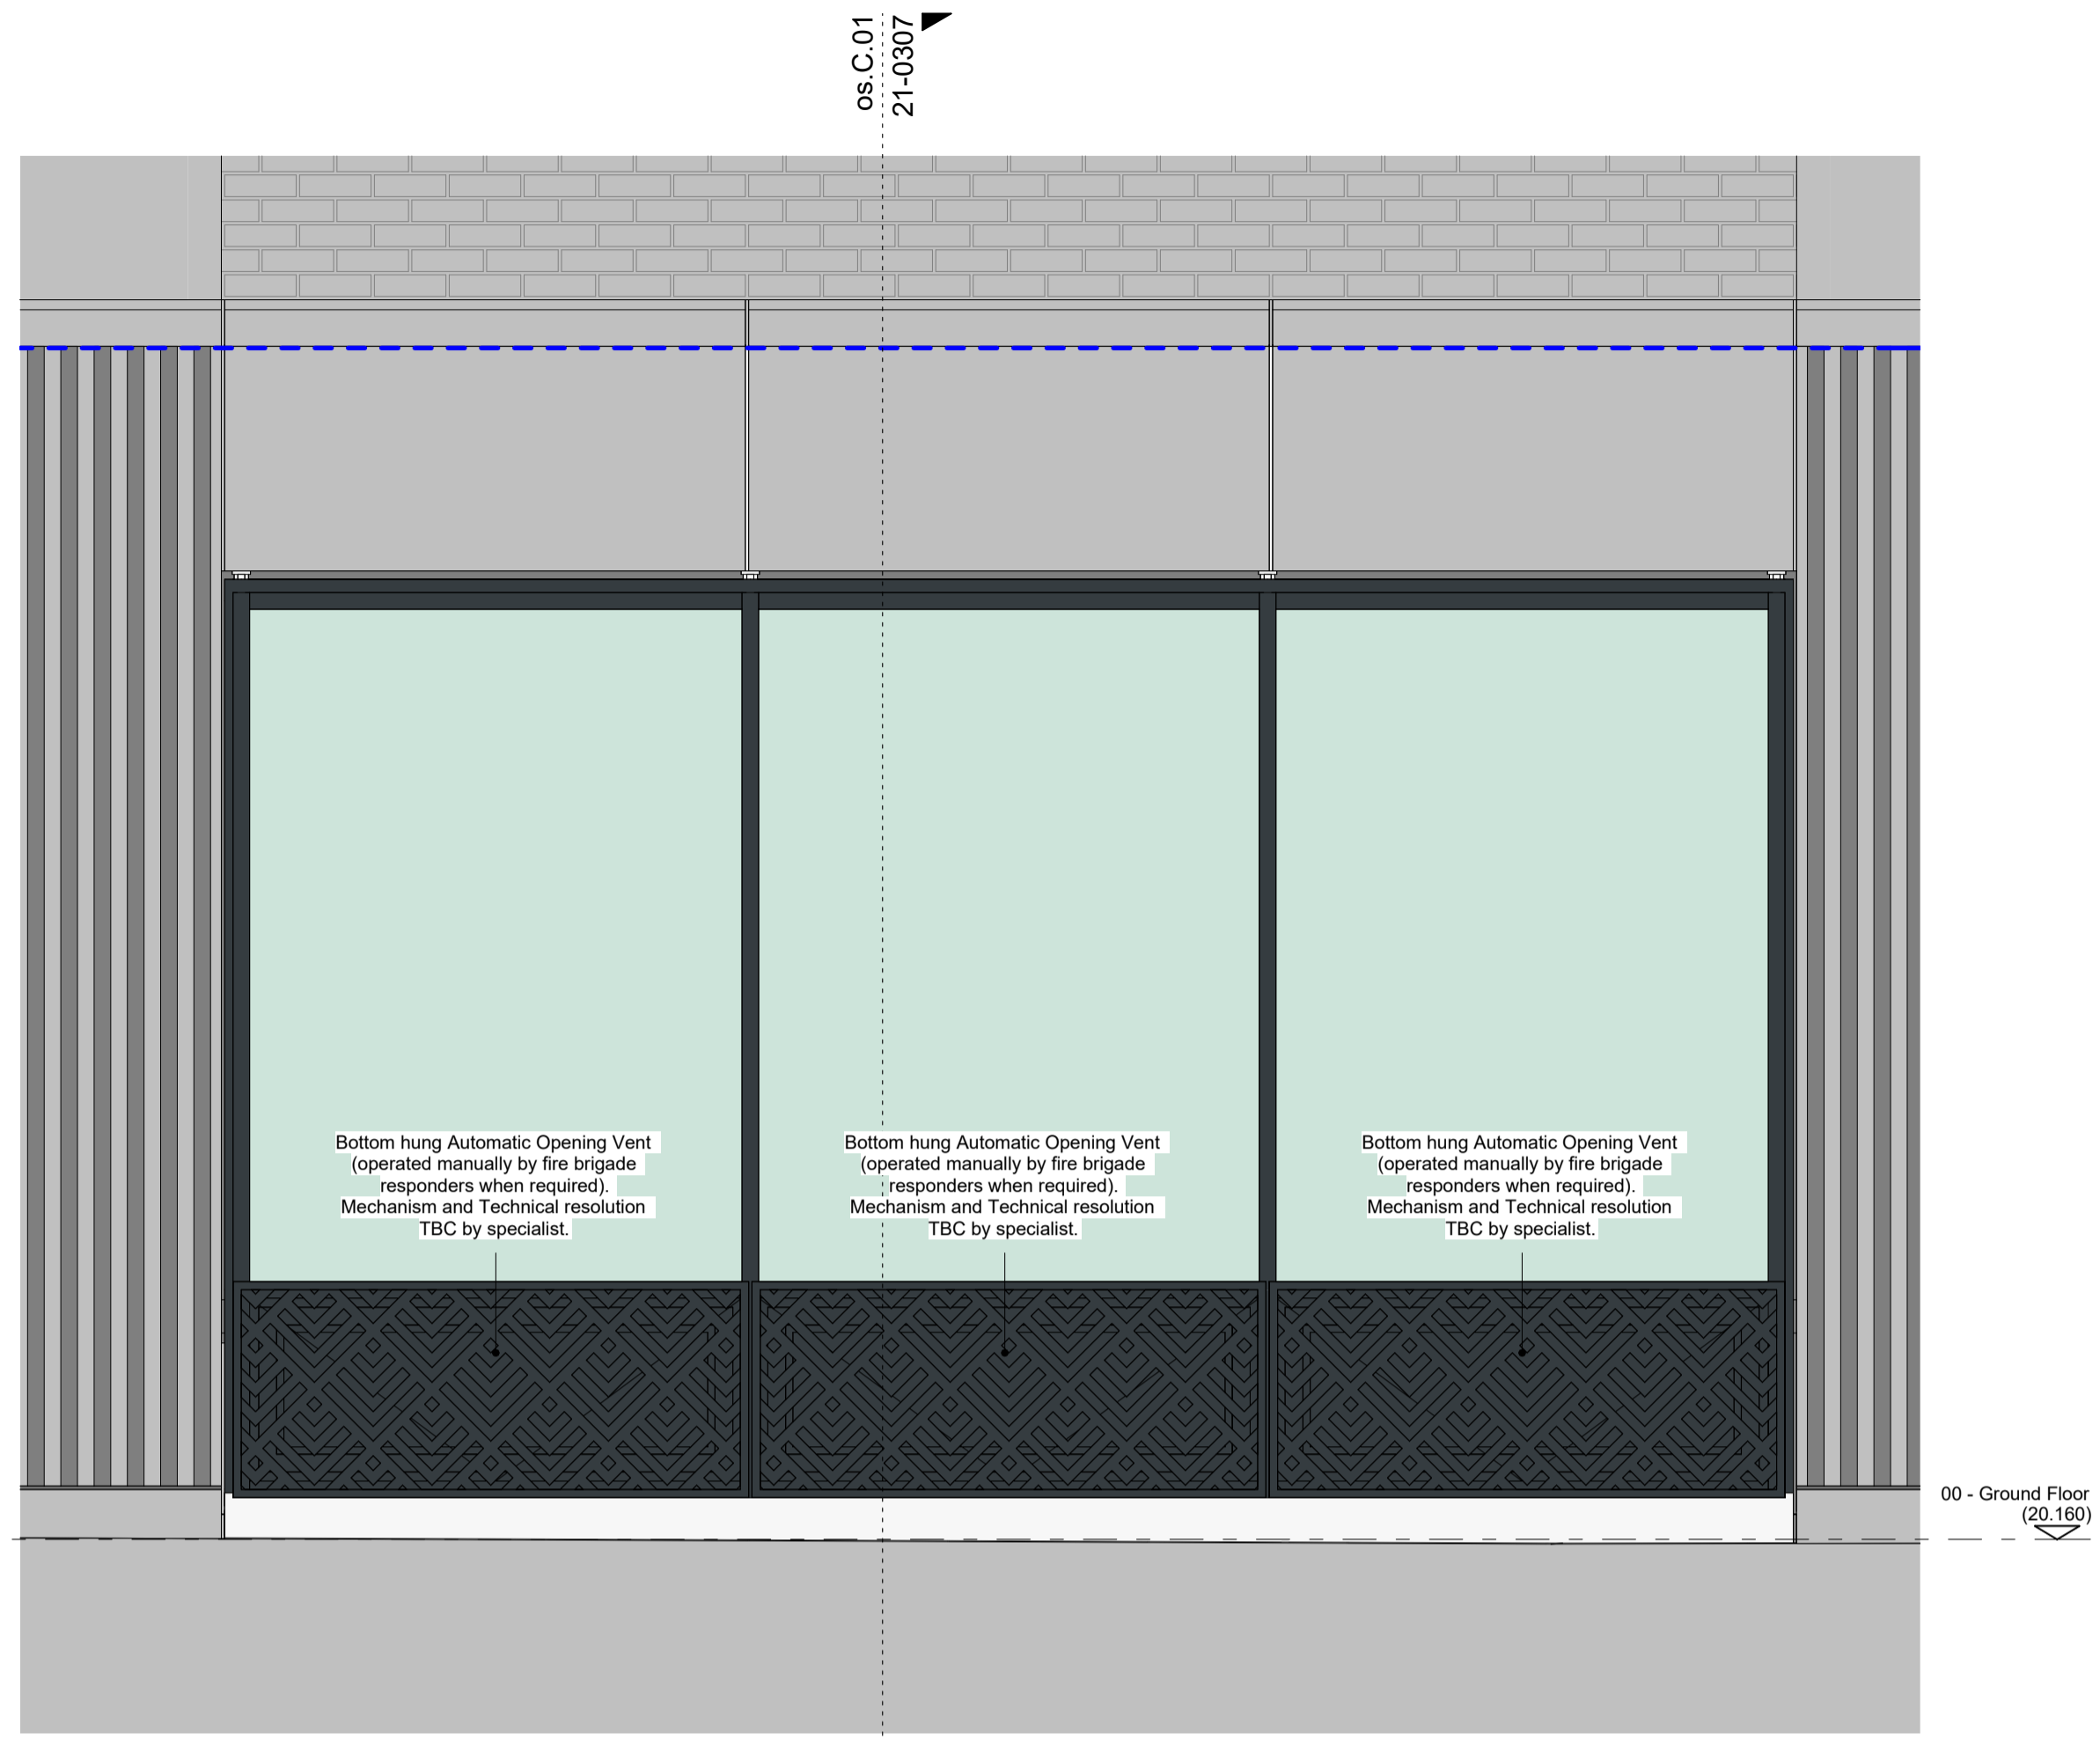 os.C.01
21-0307
Bottom hung Automatic Opening Vent
(operated manually by fire brigade
responders when required).
Mechanism and Technical resolution
TBC by specialist.
Bottom hung Automatic Opening Vent
(operated manually by fire brigade
responders when required).
Mechanism and Technical resolution
TBC by specialist.
Bottom hung Automatic Opening Vent
(operated manually by fire brigade
responders when required).
Mechanism and Technical resolution
TBC by specialist.
00 - Ground Floor
(20.160)